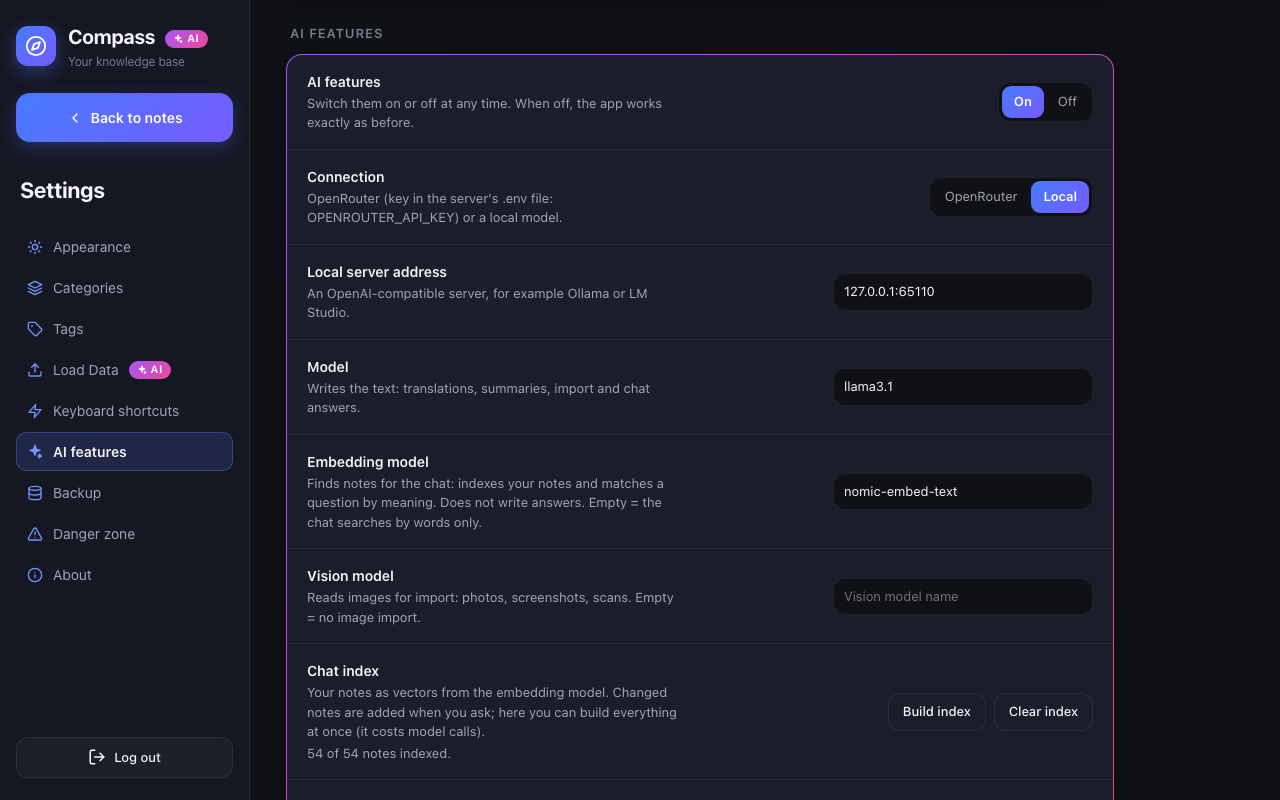 Compass
AI
Your knowledge base
Back to notes
Settings
Appearance
Categories
Tags
Load Data
AI
Keyboard shortcuts
AI features
Backup
Danger zone
About
Log out
AI FEATURES
AI features
Switch them on or off at any time. When off, the app works
exactly as before.
On
Off
Connection
OpenRouter (key in the server's .env file:
OPENROUTER_API_KEY) or a local model.
OpenRouter
Local
Local server address
An OpenAI-compatible server, for example Ollama or LM
Studio.
127.0.0.1:65110
Model
Writes the text: translations, summaries, import and chat
answers.
llama3.1
Embedding model
Finds notes for the chat: indexes your notes and matches a
question by meaning. Does not write answers. Empty = the
chat searches by words only.
nomic-embed-text
Vision model
Reads images for import: photos, screenshots, scans. Empty
= no image import.
Vision model name
Chat index
Your notes as vectors from the embedding model. Changed
notes are added when you ask; here you can build everything
at once (it costs model calls).
54 of 54 notes indexed.
Build index
Clear index